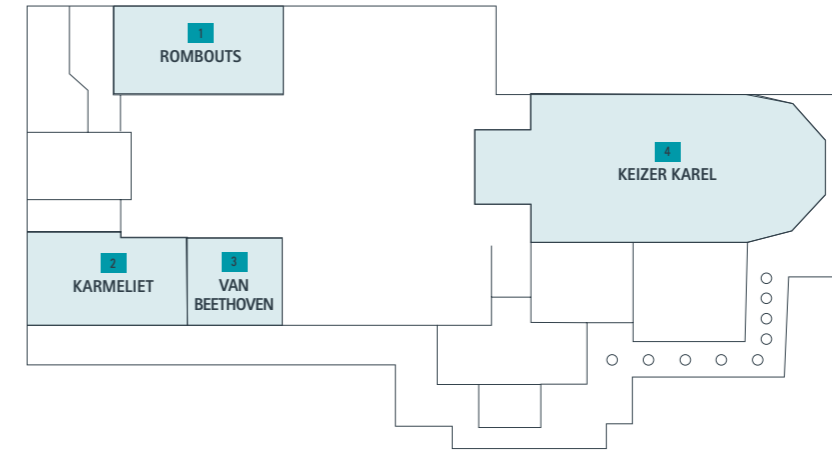 1
ROMBOUTS
4
KEIZER KAREL
2
KARMELIET
3
VAN
BEETHOVEN